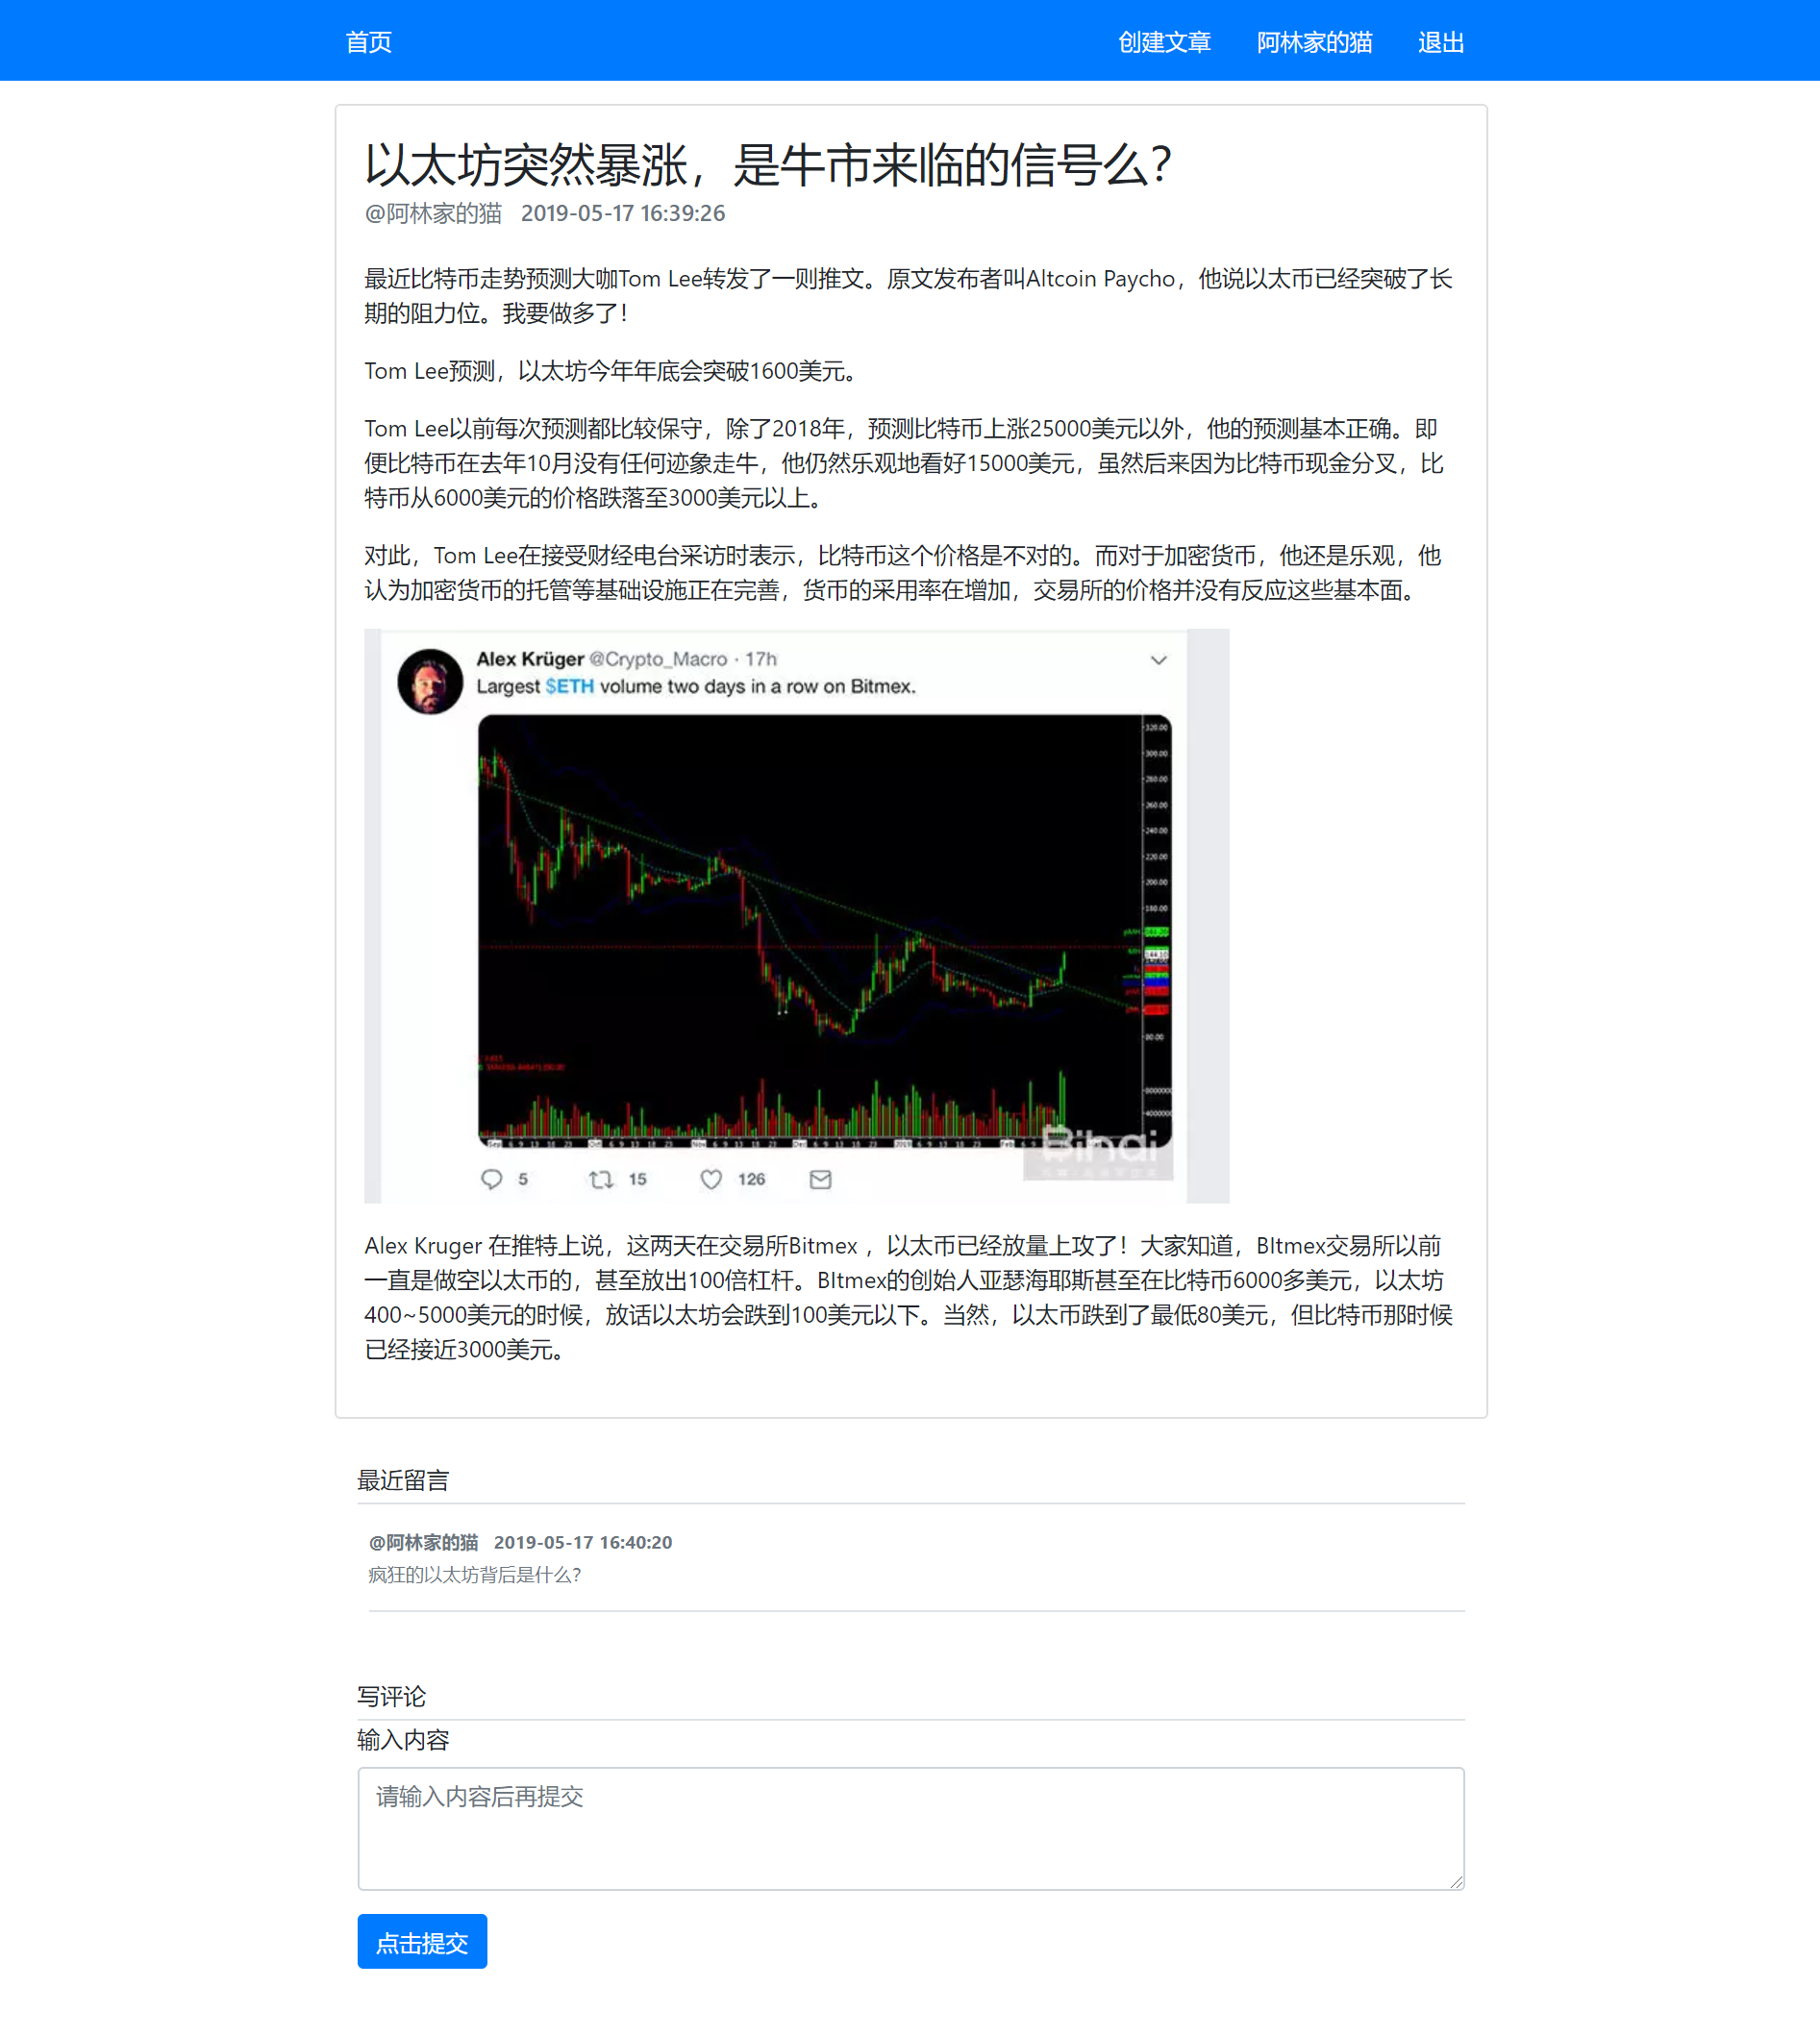 首页
创建文章
阿林家的猫
退出
以太坊突然暴涨，是牛市来临的信号么？
@阿林家的猫 2019-05-17 16:39:26
最近比特币走势预测大咖Tom Lee转发了一则推文。原文发布者叫Altcoin Paycho，他说以太币已经突破了长
期的阻力位。我要做多了！
Tom Lee预测，以太坊今年年底会突破1600美元。
Tom Lee以前每次预测都比较保守，除了2018年，预测比特币上涨25000美元以外，他的预测基本正确。即
便比特币在去年10月没有任何迹象走牛，他仍然乐观地看好15000美元，虽然后来因为比特币现金分叉，比
特币从6000美元的价格跌落至3000美元以上。
对此，Tom Lee在接受财经电台采访时表示，比特币这个价格是不对的。而对于加密货币，他还是乐观，他
认为加密货币的托管等基础设施正在完善，货币的采用率在增加，交易所的价格并没有反应这些基本面。
Alex Krüger @Crypto_Macro · 17h
Largest $ETH volume two days in a row on Bitmex.
320.00
300.00
280.00
260.00
240.00
220.00
200.00
180.00
80.00
Bihai
5 15 126
Alex Kruger 在推特上说，这两天在交易所Bitmex ，以太币已经放量上攻了！大家知道，BItmex交易所以前
一直是做空以太币的，甚至放出100倍杠杆。BItmex的创始人亚瑟海耶斯甚至在比特币6000多美元，以太坊
400~5000美元的时候，放话以太坊会跌到100美元以下。当然，以太币跌到了最低80美元，但比特币那时候
已经接近3000美元。
最近留言
@阿林家的猫 2019-05-17 16:40:20
疯狂的以太坊背后是什么？
写评论
输入内容
请输入内容后再提交
点击提交